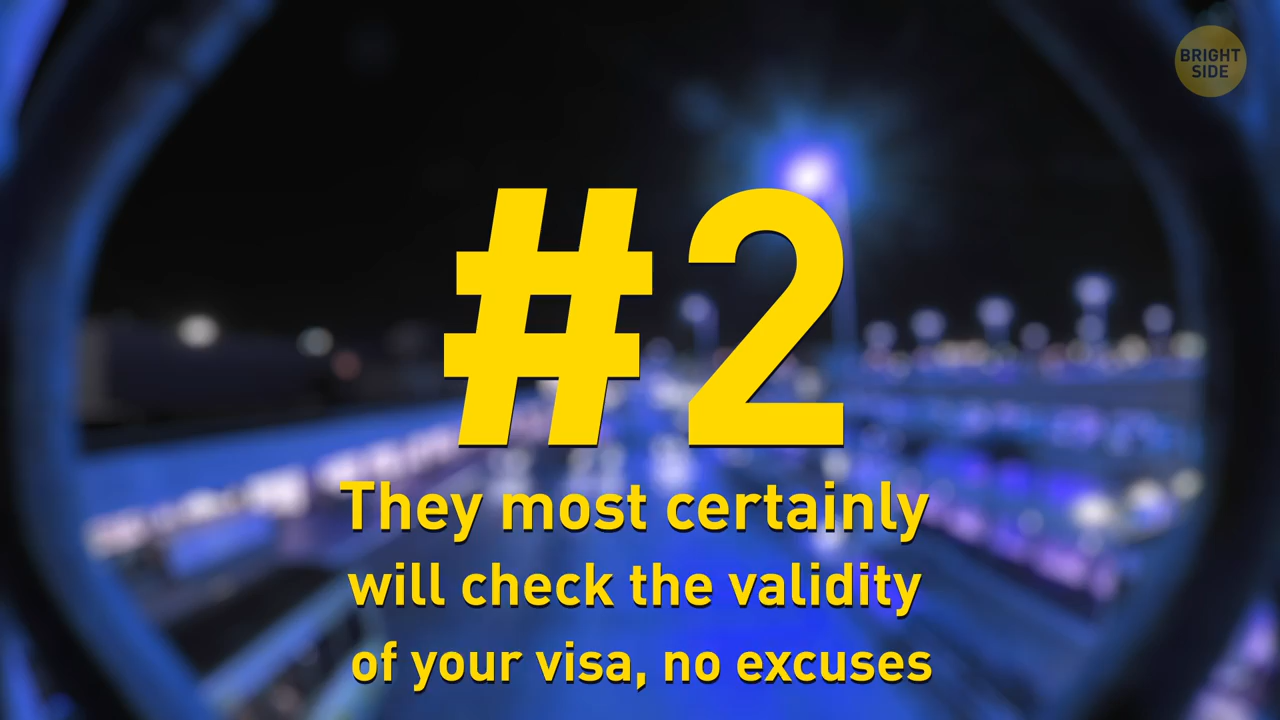 BRIGHT
SIDE
#2
They most certainly
will check the validity
of your visa, no excuses